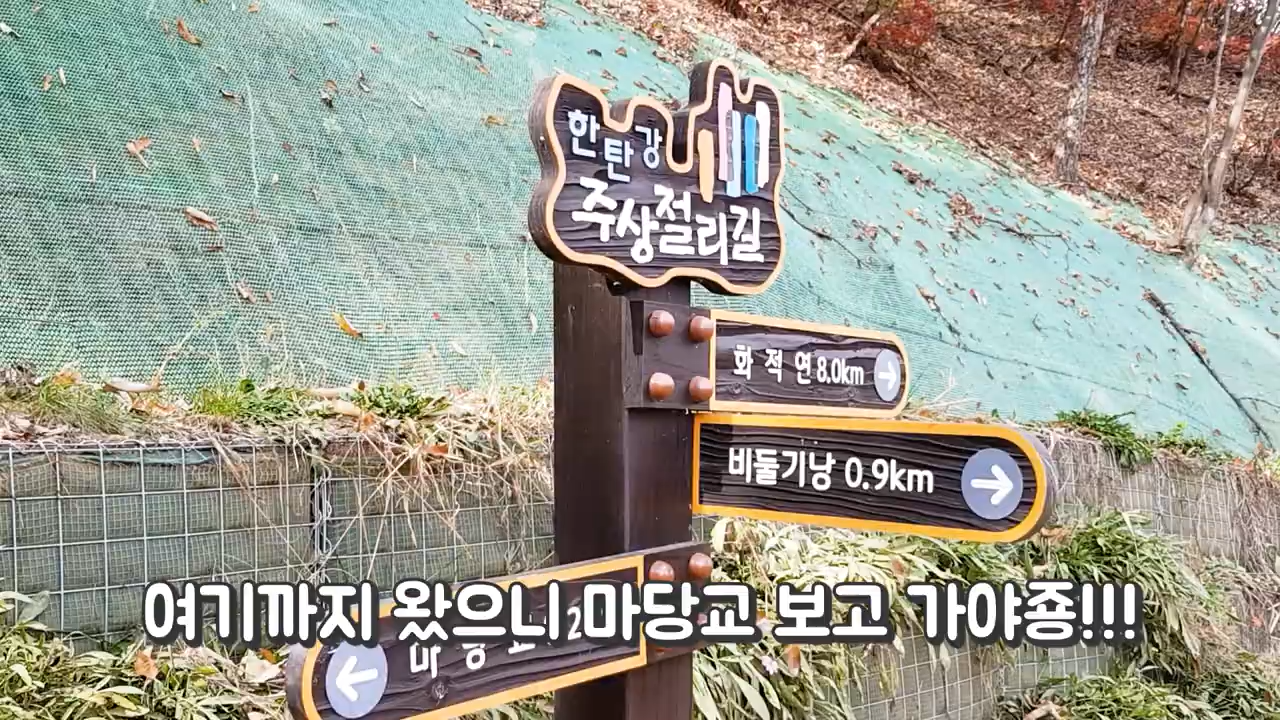 한탄강
주상절리길
화적연 8.0km
비둘기낭 0.9km
여기까지 왔으니 마당교 보고 가야죵!!!